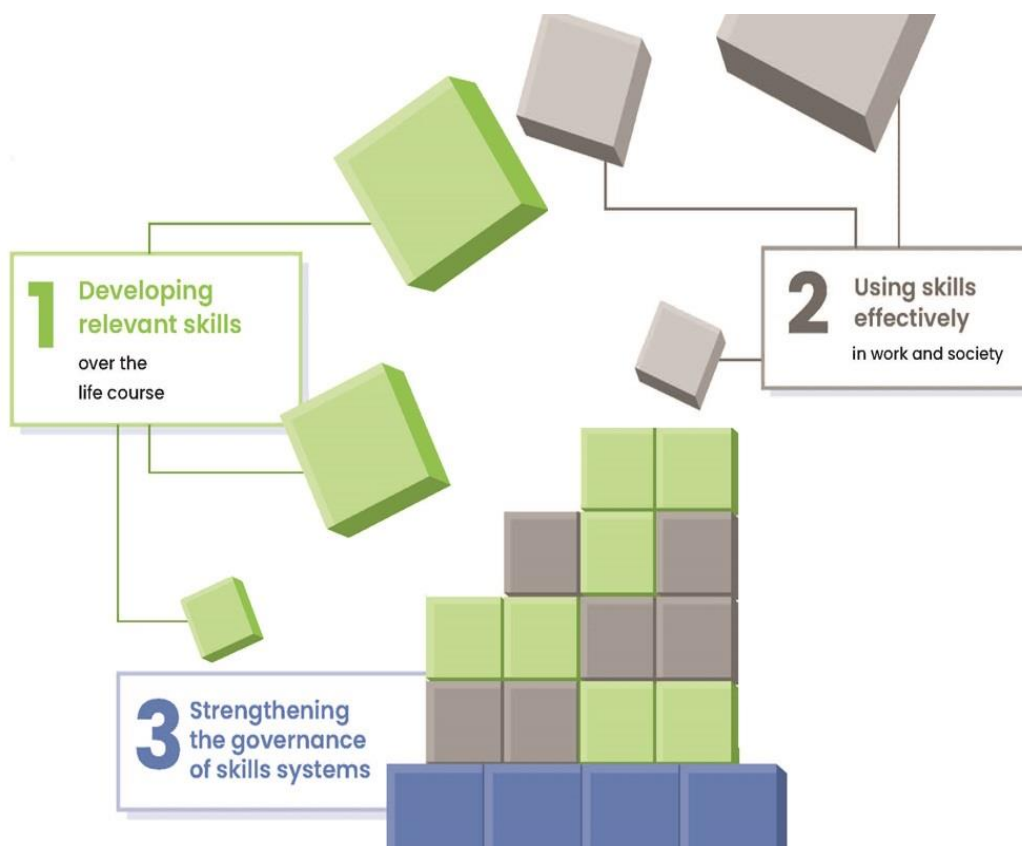 1 Developing
relevant skills
over the
life course
2 Using skills
effectively
in work and society
3 Strengthening
the governance
of skills systems